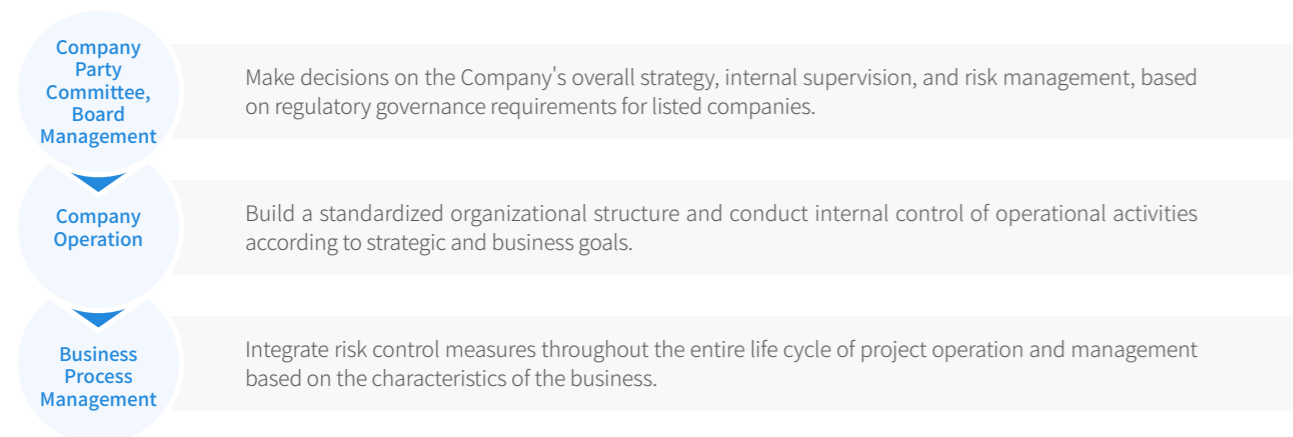 Company
Party
Committee,
Board
Management
Make decisions on the Company's overall strategy, internal supervision, and risk management, based
on regulatory governance requirements for listed companies.
Company
Operation
Build a standardized organizational structure and conduct internal control of operational activities
according to strategic and business goals.
Business
Process
Management
Integrate risk control measures throughout the entire life cycle of project operation and management
based on the characteristics of the business.